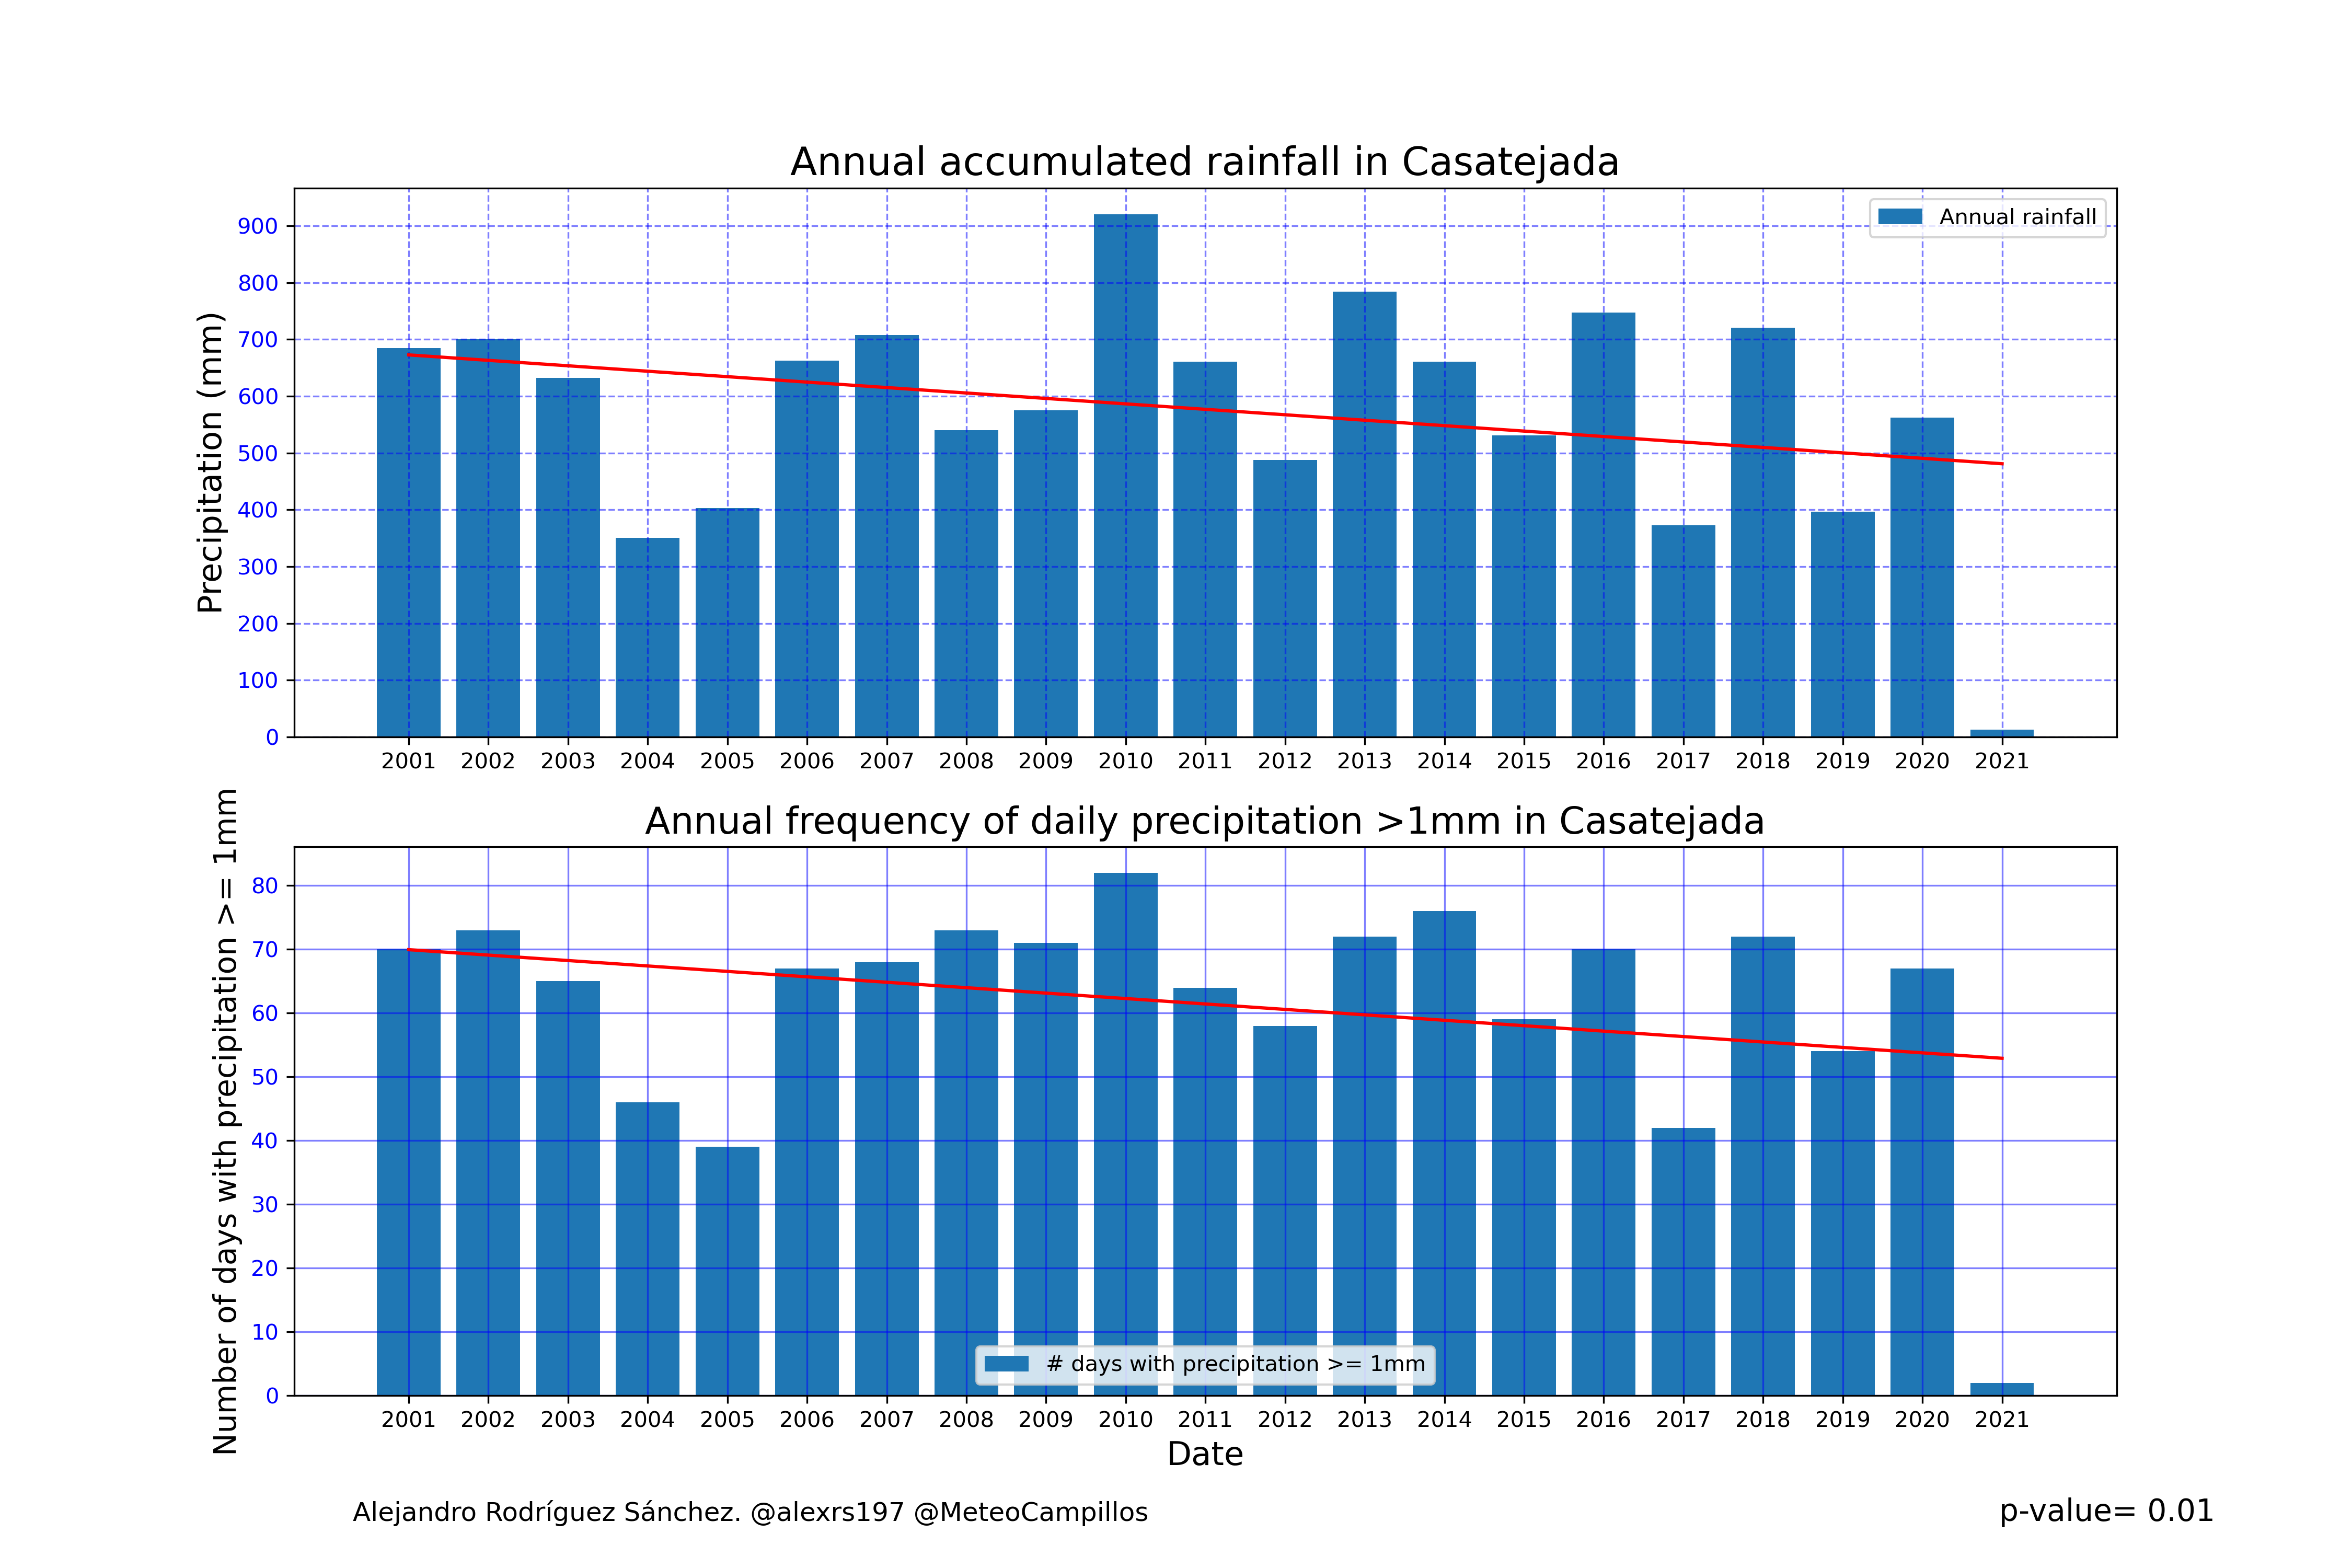 Annual accumulated rainfall in Casatejada
Precipitation (mm)
900
800
700
600
500
400
300
200
100
0
Annual rainfall
2001 2002 2003 2004 2005 2006 2007 2008 2009 2010 2011 2012 2013 2014 2015 2016 2017 2018 2019 2020 2021
Annual frequency of daily precipitation >1mm in Casatejada
Number of days with precipitation >= 1mm
80
70
60
50
40
30
20
10
0
# days with precipitation >= 1mm
2001 2002 2003 2004 2005 2006 2007 2008 2009 2010 2011 2012 2013 2014 2015 2016 2017 2018 2019 2020 2021
Date
Alejandro Rodríguez Sánchez. @alexrs197 @MeteoCampillos
p-value= 0.01